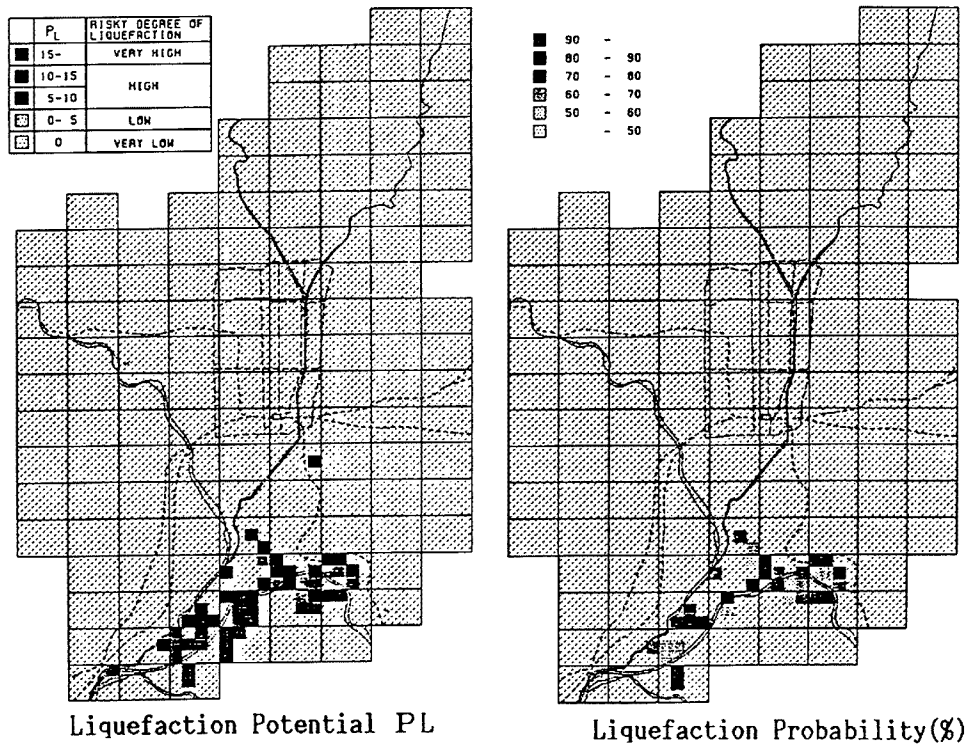 PL RISKY DEGREE OF
LIQUEFACTION
15- VERY HIGH
10-15 HIGH
5-10
0- 5 LOW
0 VERY LOW
90 -
80 - 90
70 - 80
60 - 70
50 - 60
- 50
Liquefaction Potential PL
Liquefaction Probability(%)